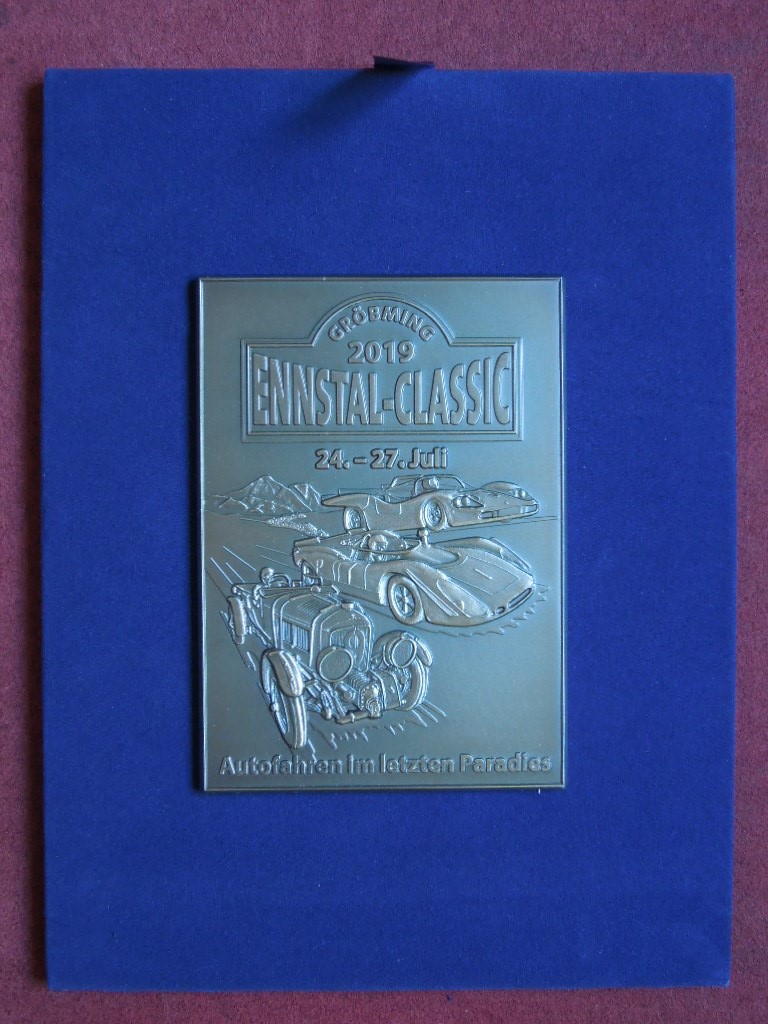 GRÖBMING
2019
ENNSTAL-CLASSIC
24. – 27. Juli
Autofahren im letzten Paradies